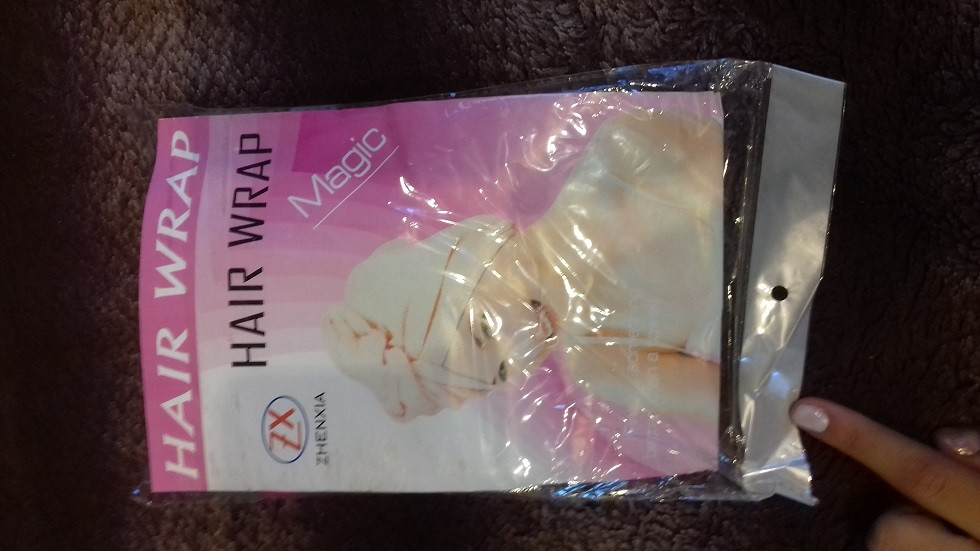 HAIR WRAP
HAIR WRAP
Magic
ZX
ZHENXIA